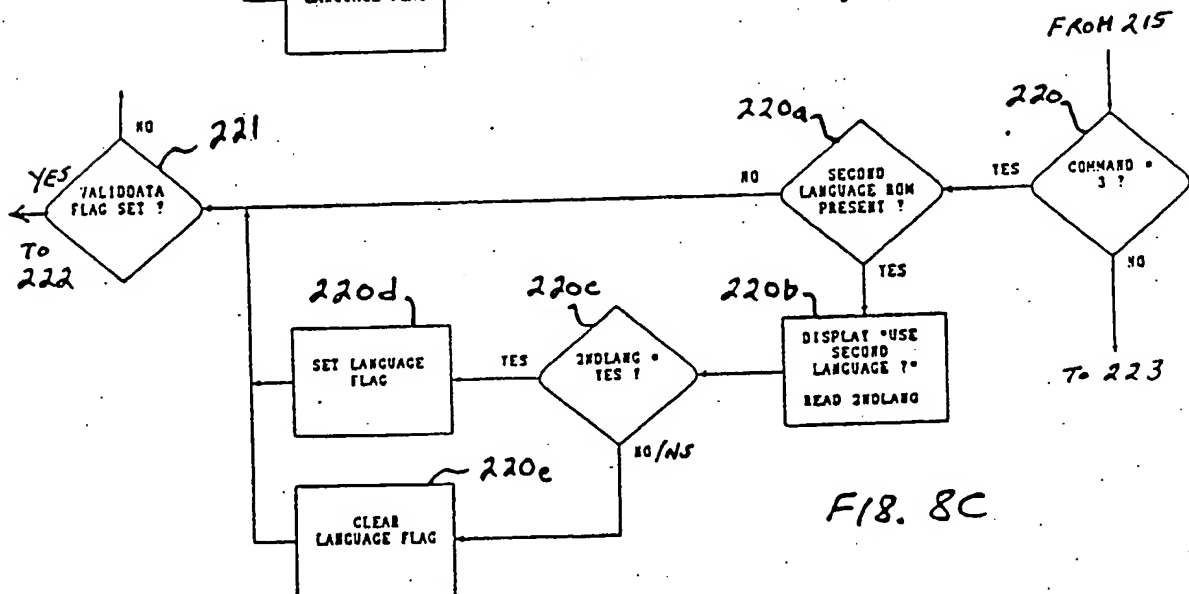 LANGUAGE FLAG
FROM 215
220
COMMAND =
3 ?
YES
NO
To 223
220a
SECOND
LANGUAGE ROM
PRESENT ?
NO
YES
220b
DISPLAY "USE
SECOND
LANGUAGE ?"
READ 2NDLANG
220c
2NDLANG =
YES ?
YES
NO/NS
220d
SET LANGUAGE
FLAG
220e
CLEAR
LANGUAGE FLAG
221
VALIDDATA
FLAG SET ?
NO
YES
To
222
FIG. 8C